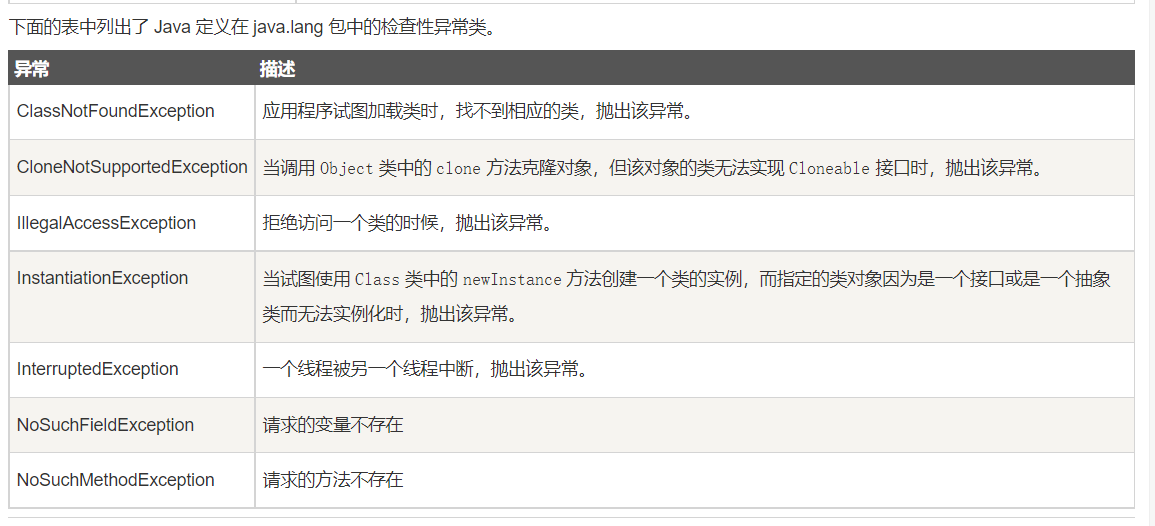 下面的表中列出了 Java 定义在 java.lang 包中的检查性异常类。
异常 描述
ClassNotFoundException 应用程序试图加载类时，找不到相应的类，抛出该异常。
CloneNotSupportedException 当调用 Object 类中的 clone 方法克隆对象，但该对象的类无法实现 Cloneable 接口时，抛出该异常。
IllegalAccessException 拒绝访问一个类的时候，抛出该异常。
InstantiationException 当试图使用 Class 类中的 newInstance 方法创建一个类的实例，而指定的类对象因为是一个接口或是一个抽象
类而无法实例化时，抛出该异常。
InterruptedException 一个线程被另一个线程中断，抛出该异常。
NoSuchFieldException 请求的变量不存在
NoSuchMethodException 请求的方法不存在